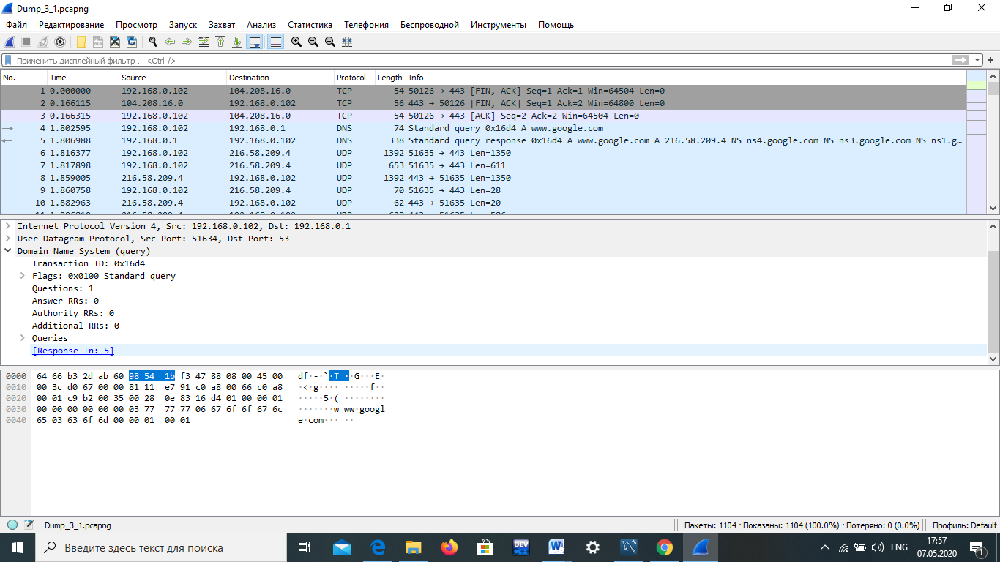 Dump_3_1.pcapng
Файл Редактирование Просмотр Запуск Захват Анализ Статистика Телефония Беспроводной Инструменты Помощь
Применить дисплейный фильтр ... <Ctrl-/>
No. Time Source Destination Protocol Length Info
1 0.000000 192.168.0.102 104.208.16.0 TCP 54 50126 → 443 [FIN, ACK] Seq=1 Ack=1 Win=64504 Len=0
2 0.166115 104.208.16.0 192.168.0.102 TCP 56 443 → 50126 [FIN, ACK] Seq=1 Ack=2 Win=64800 Len=0
3 0.166315 192.168.0.102 104.208.16.0 TCP 54 50126 → 443 [ACK] Seq=2 Ack=2 Win=64504 Len=0
4 1.802595 192.168.0.102 192.168.0.1 DNS 74 Standard query 0x16d4 A www.google.com
5 1.806988 192.168.0.1 192.168.0.102 DNS 338 Standard query response 0x16d4 A www.google.com A 216.58.209.4 NS ns4.google.com NS ns3.google.com NS ns1.g…
6 1.816377 192.168.0.102 216.58.209.4 UDP 1392 51635 → 443 Len=1350
7 1.817898 192.168.0.102 216.58.209.4 UDP 653 51635 → 443 Len=611
8 1.859005 216.58.209.4 192.168.0.102 UDP 1392 443 → 51635 Len=1350
9 1.860758 192.168.0.102 216.58.209.4 UDP 70 51635 → 443 Len=28
10 1.882963 216.58.209.4 192.168.0.102 UDP 62 443 → 51635 Len=20
Internet Protocol Version 4, Src: 192.168.0.102, Dst: 192.168.0.1
User Datagram Protocol, Src Port: 51634, Dst Port: 53
Domain Name System (query)
Transaction ID: 0x16d4
Flags: 0x0100 Standard query
Questions: 1
Answer RRs: 0
Authority RRs: 0
Additional RRs: 0
Queries
[Response In: 5]
0000 64 66 b3 2d ab 60 98 54 1b f3 47 88 08 00 45 00 df·-·`·T ··G···E·
0010 00 3c d0 67 00 00 81 11 e7 91 c0 a8 00 66 c0 a8 ·<·g···· ·····f··
0020 00 01 c9 b2 00 35 00 28 0e 83 16 d4 01 00 00 01 ·····5·( ········
0030 00 00 00 00 00 00 03 77 77 77 06 67 6f 6f 67 6c ·······w ww·googl
0040 65 03 63 6f 6d 00 00 01 00 01 e·com··· ··
Dump_3_1.pcapng
Пакеты: 1104 · Показаны: 1104 (100.0%) · Потеряно: 0 (0.0%) Профиль: Default
Введите здесь текст для поиска
DEV
W
ENG
17:57
07.05.2020
1